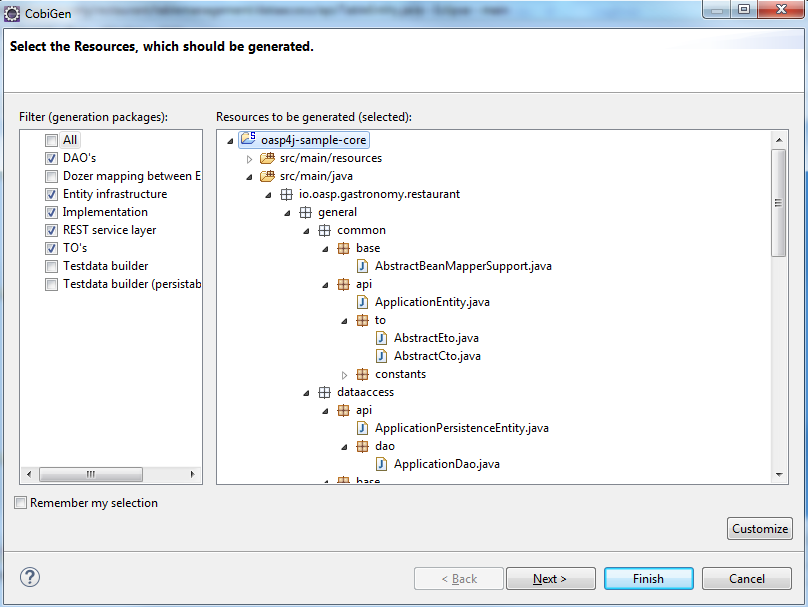 CobiGen
Select the Resources, which should be generated.
Filter (generation packages):
All
DAO's
Dozer mapping between E
Entity infrastructure
Implementation
REST service layer
TO's
Testdata builder
Testdata builder (persistab
Resources to be generated (selected):
oasp4j-sample-core
src/main/resources
src/main/java
io.oasp.gastronomy.restaurant
general
common
base
AbstractBeanMapperSupport.java
api
ApplicationEntity.java
to
AbstractEto.java
AbstractCto.java
constants
dataaccess
api
ApplicationPersistenceEntity.java
dao
ApplicationDao.java
base
Remember my selection
Customize
< Back
Next >
Finish
Cancel